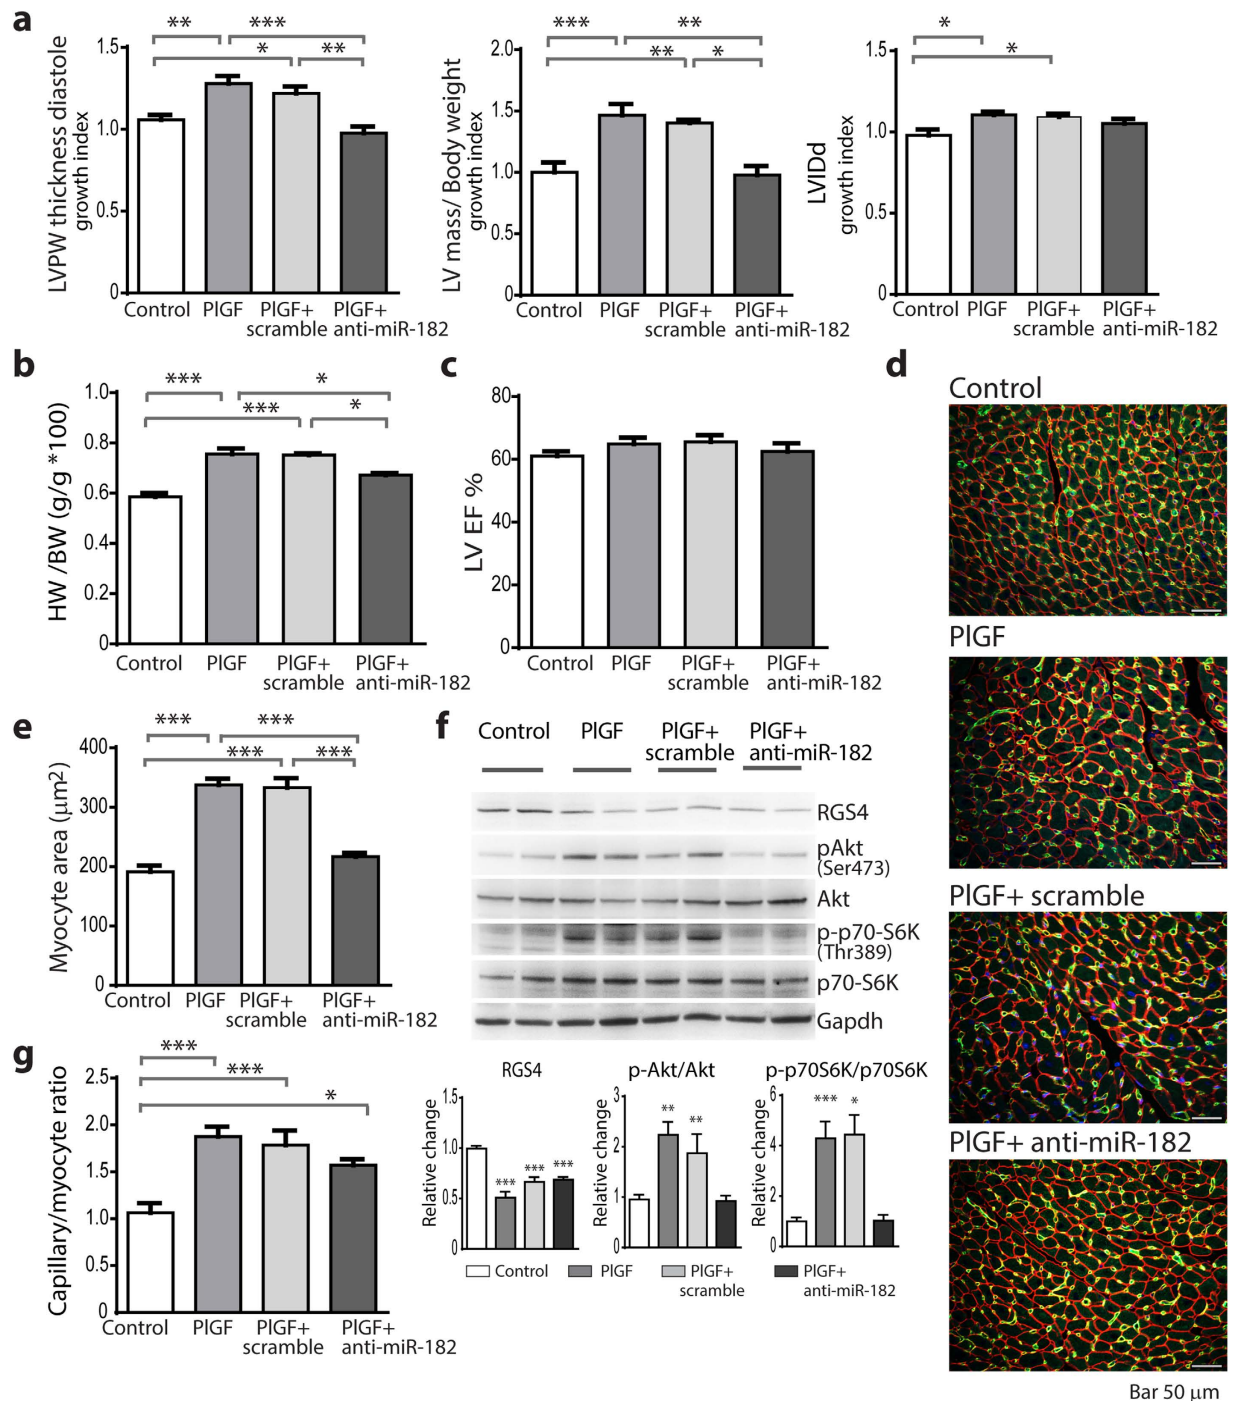 a
LVPW thickness diastole
growth index
1.5
1.0
0.5
0
** ***
* **
Control PlGF PlGF+ PlGF+
scramble anti-miR-182
LV mass/ Body weight
growth index
2.0
1.5
1.0
0.5
0
*** **
** *
Control PlGF PlGF+ PlGF+
scramble anti-miR-182
LVIDd
growth index
1.5
1.0
0.5
0
*
*
Control PlGF PlGF+ PlGF+
scramble anti-miR-182
b
HW /BW (g/g *100)
1.0
0.8
0.6
0.4
0.2
0
*** *
*** *
Control PlGF PlGF+ PlGF+
scramble anti-miR-182
c
LV EF %
80
60
40
20
0
Control PlGF PlGF+ PlGF+
scramble anti-miR-182
d
Control
PlGF
PlGF+ scramble
PlGF+ anti-miR-182
Bar 50 μm
e
Myocyte area (μm²)
400
300
200
100
0
*** ***
*** ***
Control PlGF PlGF+ PlGF+
scramble anti-miR-182
f
Control PlGF PlGF+ PlGF+
scramble anti-miR-182
RGS4
pAkt
(Ser473)
Akt
p-p70-S6K
(Thr389)
p70-S6K
Gapdh
RGS4
Relative change
1.5
1.0
0.5
0
*** *** ***
p-Akt/Akt
Relative change
3
2
1
0
** **
p-p70S6K/p70S6K
Relative change
6
4
2
0
*** *
Control PlGF PlGF+ PlGF+
scramble anti-miR-182
g
Capillary/myocyte ratio
2.5
2.0
1.5
1.0
0.5
0
***
***
*
Control PlGF PlGF+ PlGF+
scramble anti-miR-182